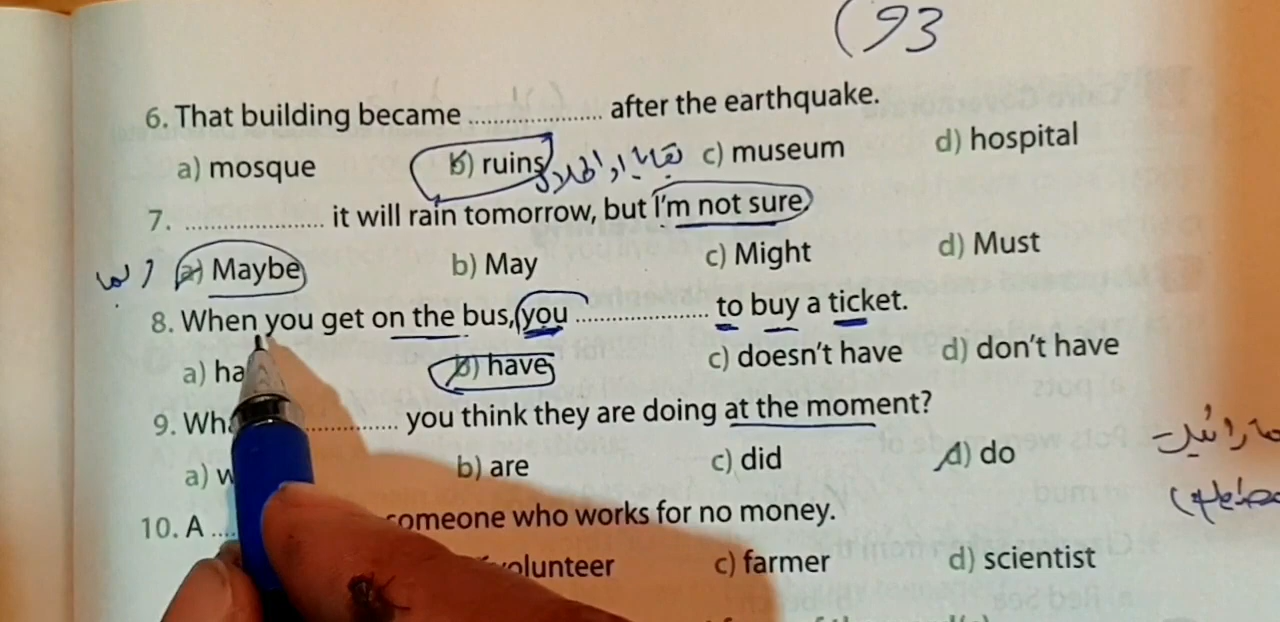 (93
6. That building became .................... after the earthquake.
a) mosque b) ruins c) museum d) hospital
7. .................... it will rain tomorrow, but I'm not sure.
a) Maybe b) May c) Might d) Must
8. When you get on the bus, you .................... to buy a ticket.
a) ha b) have c) doesn't have d) don't have
9. Wha .................... you think they are doing at the moment?
a) w b) are c) did d) do
10. A .... someone who works for no money.
volunteer c) farmer d) scientist